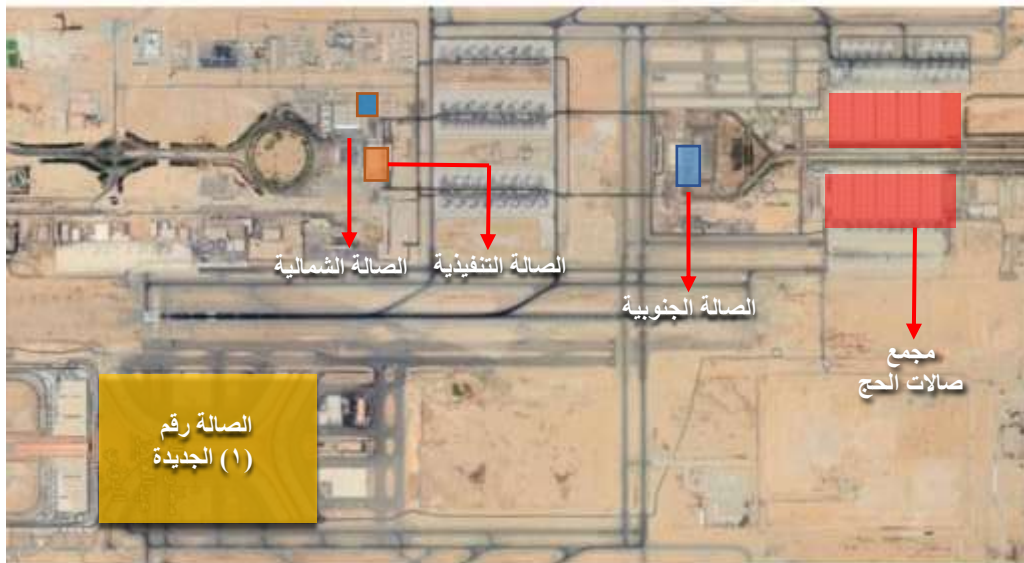 الصالة الشمالية
الصالة التنفيذية
الصالة الجنوبية
مجمع
صالات الحج
الصالة رقم
(١) الجديدة